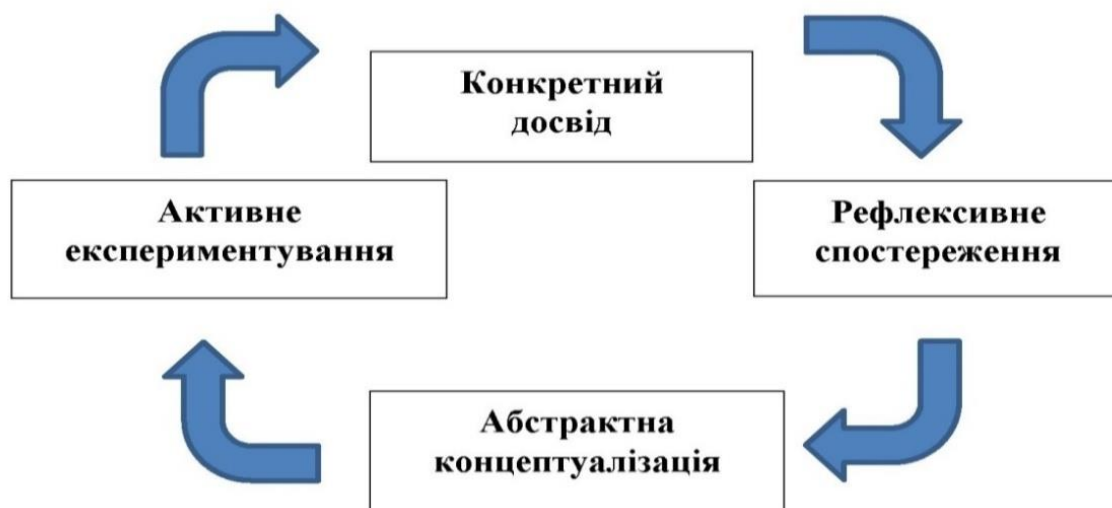 Конкретний
досвід
Активне
експериментування
Рефлексивне
спостереження
Абстрактна
концептуалізація